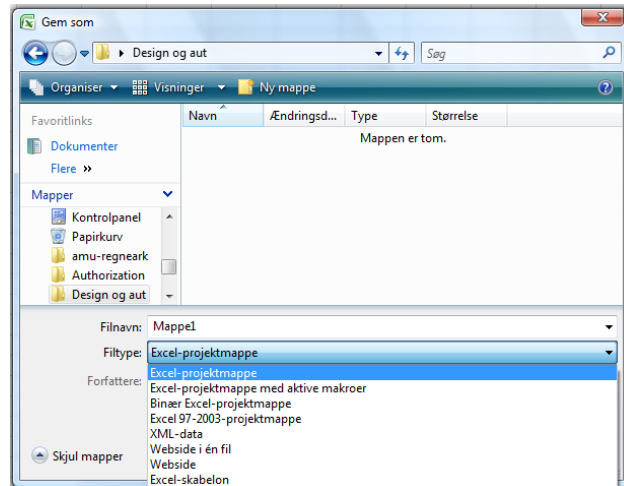 Gem som
Design og aut
Søg
Organiser
Visninger
Ny mappe
Favoritlinks
Dokumenter
Flere »
Mapper
Kontrolpanel
Papirkurv
amu-regneark
Authorization
Design og aut
Navn
Ændringsd...
Type
Størrelse
Mappen er tom.
Filnavn: Mappe1
Filtype: Excel-projektmappe
Forfattere:
Excel-projektmappe
Excel-projektmappe med aktive makroer
Binær Excel-projektmappe
Excel 97-2003-projektmappe
XML-data
Webside i én fil
Webside
Excel-skabelon
Skjul mapper